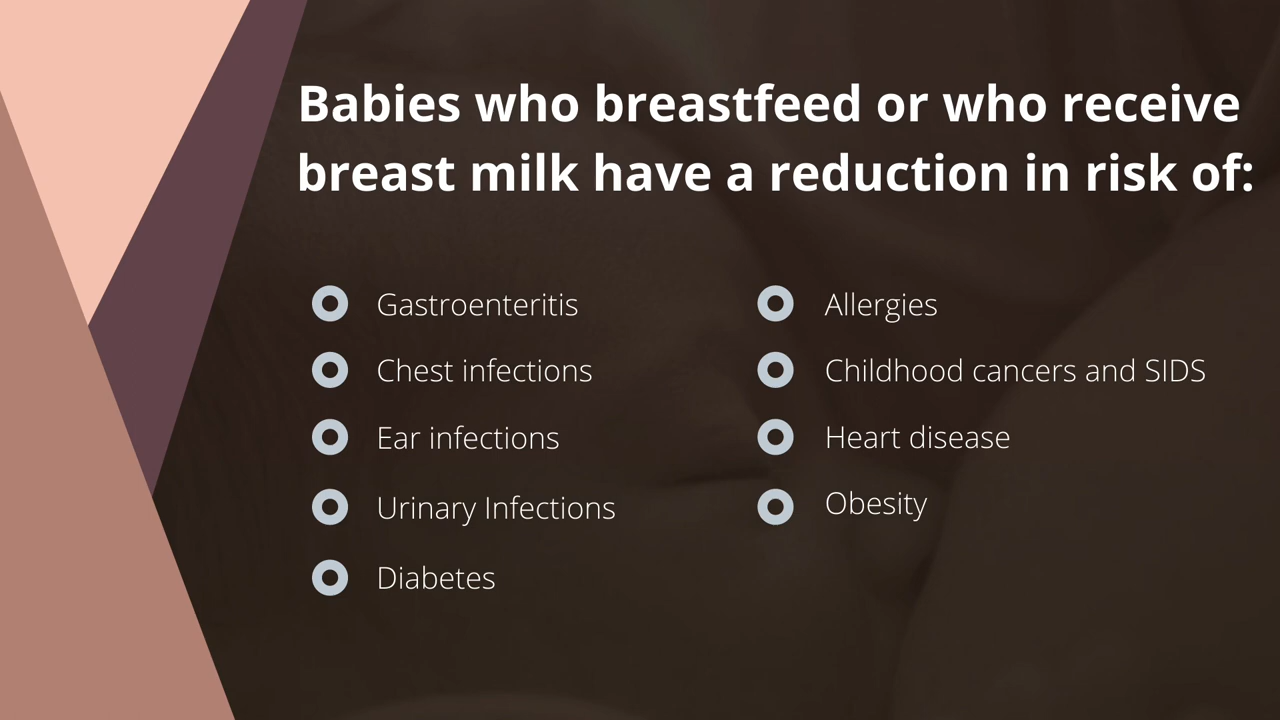 Babies who breastfeed or who receive
breast milk have a reduction in risk of:
Gastroenteritis
Chest infections
Ear infections
Urinary Infections
Diabetes
Allergies
Childhood cancers and SIDS
Heart disease
Obesity